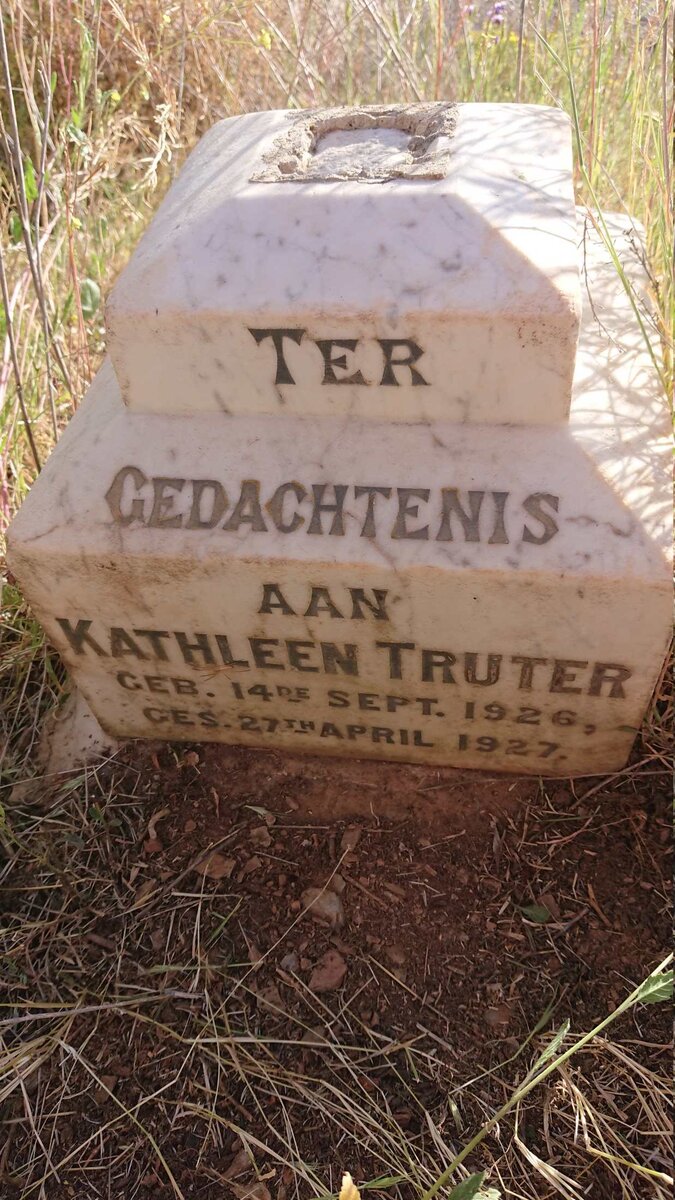 TER
GEDACHTENIS
AAN
KATHLEEN TRUTER
GEB. 14DE SEPT. 1926,
GES. 27TH APRIL 1927.